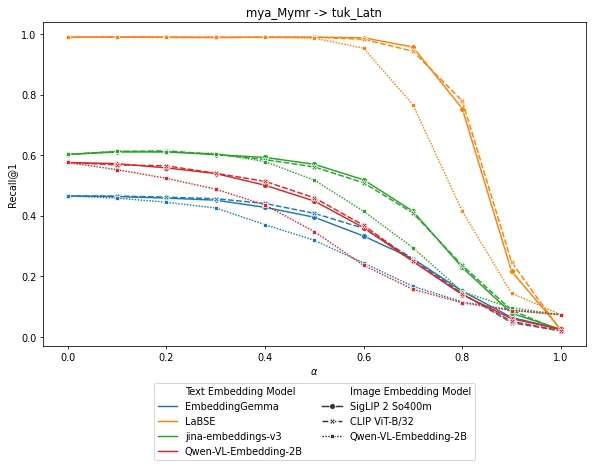 mya_Mymr -> tuk_Latn
Recall@1
1.0
0.8
0.6
0.4
0.2
0.0
0.0 0.2 0.4 0.6 0.8 1.0
α
Text Embedding Model
EmbeddingGemma
LaBSE
jina-embeddings-v3
Qwen-VL-Embedding-2B
Image Embedding Model
SigLIP 2 So400m
CLIP ViT-B/32
Qwen-VL-Embedding-2B